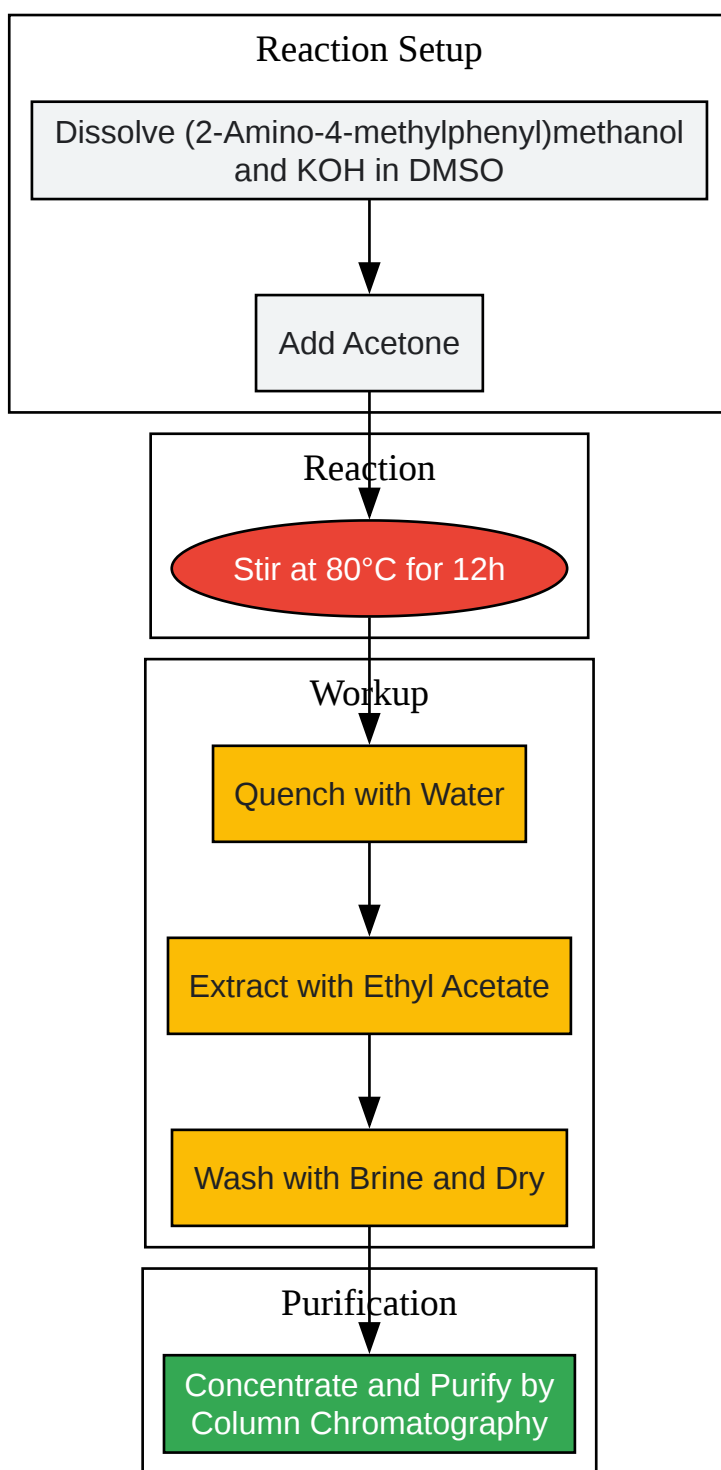 Reaction Setup
Dissolve (2-Amino-4-methylphenyl)methanol
and KOH in DMSO
Add Acetone
Reaction
Stir at 80°C for 12h
Workup
Quench with Water
Extract with Ethyl Acetate
Wash with Brine and Dry
Purification
Concentrate and Purify by
Column Chromatography